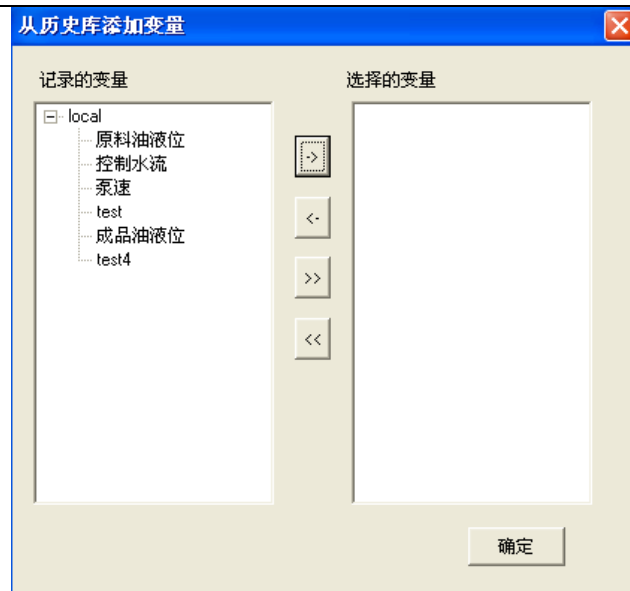 从历史库添加变量
记录的变量
选择的变量
local
原料油液位
控制水流
泵速
test
成品油液位
test4
->
<-
>>
<<
确定